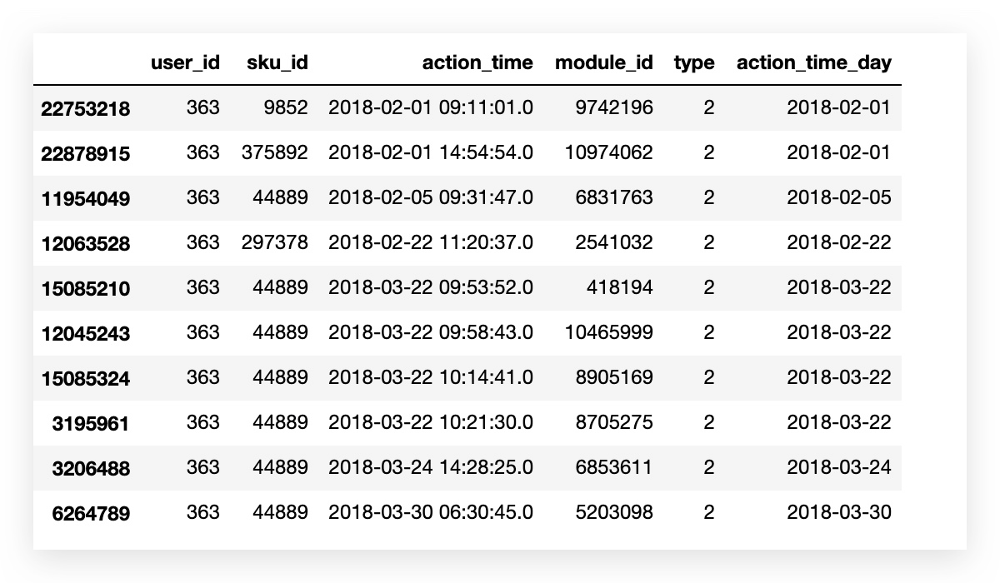 user_id sku_id action_time module_id type action_time_day
22753218 363 9852 2018-02-01 09:11:01.0 9742196 2 2018-02-01
22878915 363 375892 2018-02-01 14:54:54.0 10974062 2 2018-02-01
11954049 363 44889 2018-02-05 09:31:47.0 6831763 2 2018-02-05
12063528 363 297378 2018-02-22 11:20:37.0 2541032 2 2018-02-22
15085210 363 44889 2018-03-22 09:53:52.0 418194 2 2018-03-22
12045243 363 44889 2018-03-22 09:58:43.0 10465999 2 2018-03-22
15085324 363 44889 2018-03-22 10:14:41.0 8905169 2 2018-03-22
3195961 363 44889 2018-03-22 10:21:30.0 8705275 2 2018-03-22
3206488 363 44889 2018-03-24 14:28:25.0 6853611 2 2018-03-24
6264789 363 44889 2018-03-30 06:30:45.0 5203098 2 2018-03-30